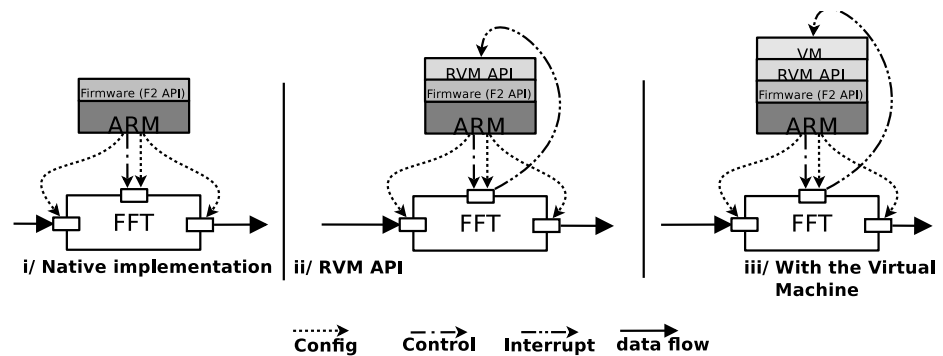 Firmware (F2 API)
ARM
FFT
i/ Native implementation
RVM API
Firmware (F2 API)
ARM
FFT
ii/ RVM API
VM
RVM API
Firmware (F2 API)
ARM
FFT
iii/ With the Virtual
Machine
Config
Control
Interrupt
data flow